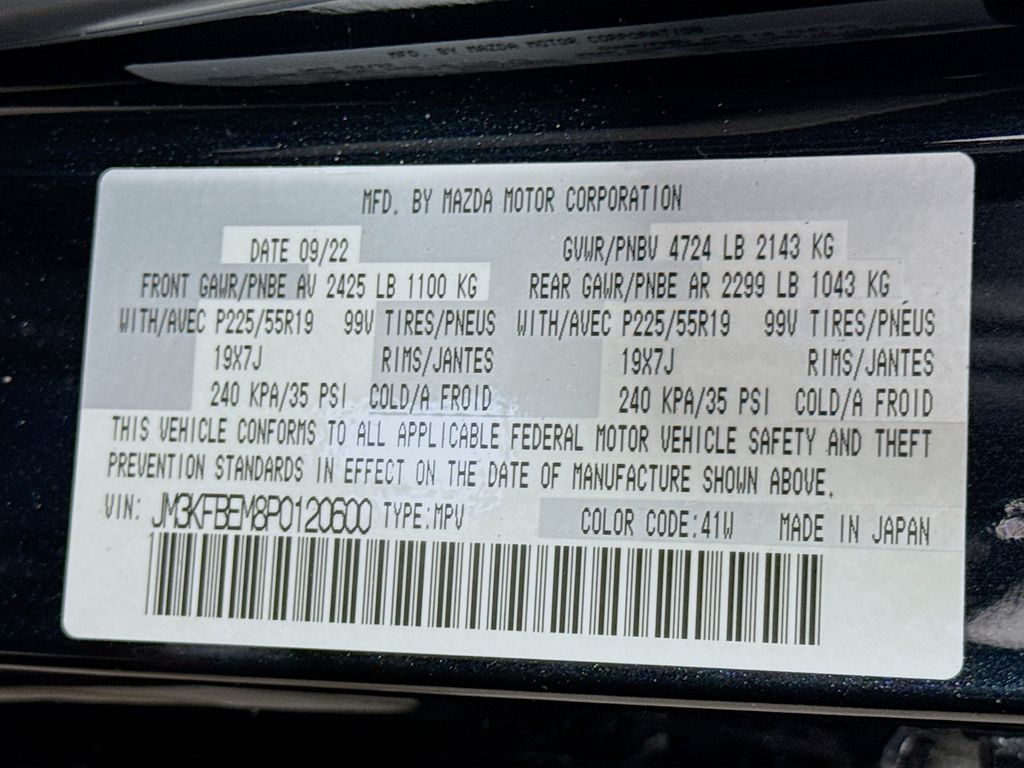 MFD. BY MAZDA MOTOR CORPORATION
MFD. BY MAZDA MOTOR CORPORATION
DATE 09/22 GVWR/PNBV 4724 LB 2143 KG
FRONT GAWR/PNBE AV 2425 LB 1100 KG REAR GAWR/PNBE AR 2299 LB 1043 KG
WITH/AVEC P225/55R19 99V TIRES/PNEUS WITH/AVEC P225/55R19 99V TIRES/PNEUS
19X7J RIMS/JANTES 19X7J RIMS/JANTES
240 KPA/35 PSI COLD/A FROID 240 KPA/35 PSI COLD/A FROID
THIS VEHICLE CONFORMS TO ALL APPLICABLE FEDERAL MOTOR VEHICLE SAFETY AND THEFT
PREVENTION STANDARDS IN EFFECT ON THE DATE OF MANUFACTURE SHOWN ABOVE.
VIN: JM3KFBEM8P0120600 TYPE:MPV COLOR CODE:41W MADE IN JAPAN